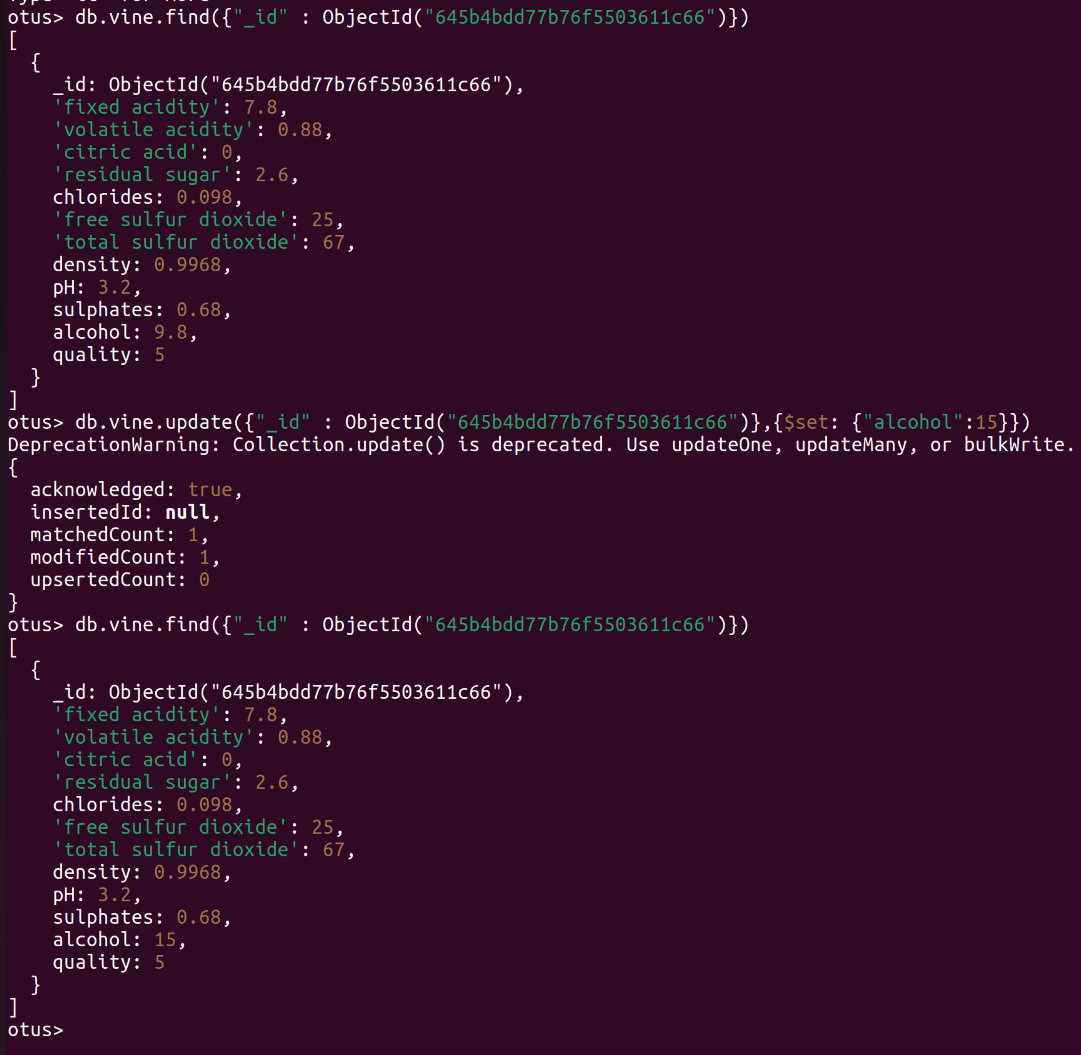 otus> db.vine.find({"_id" : ObjectId("645b4bdd77b76f5503611c66")})
[
  {
    _id: ObjectId("645b4bdd77b76f5503611c66"),
    'fixed acidity': 7.8,
    'volatile acidity': 0.88,
    'citric acid': 0,
    'residual sugar': 2.6,
    chlorides: 0.098,
    'free sulfur dioxide': 25,
    'total sulfur dioxide': 67,
    density: 0.9968,
    pH: 3.2,
    sulphates: 0.68,
    alcohol: 9.8,
    quality: 5
  }
]
otus> db.vine.update({"_id" : ObjectId("645b4bdd77b76f5503611c66")},{$set: {"alcohol":15}})
DeprecationWarning: Collection.update() is deprecated. Use updateOne, updateMany, or bulkWrite.
{
  acknowledged: true,
  insertedId: null,
  matchedCount: 1,
  modifiedCount: 1,
  upsertedCount: 0
}
otus> db.vine.find({"_id" : ObjectId("645b4bdd77b76f5503611c66")})
[
  {
    _id: ObjectId("645b4bdd77b76f5503611c66"),
    'fixed acidity': 7.8,
    'volatile acidity': 0.88,
    'citric acid': 0,
    'residual sugar': 2.6,
    chlorides: 0.098,
    'free sulfur dioxide': 25,
    'total sulfur dioxide': 67,
    density: 0.9968,
    pH: 3.2,
    sulphates: 0.68,
    alcohol: 15,
    quality: 5
  }
]
otus>